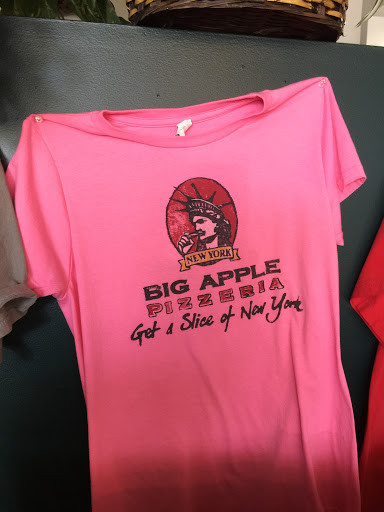 NEW YORK
BIG APPLE
PIZZERIA
Get a Slice of New York